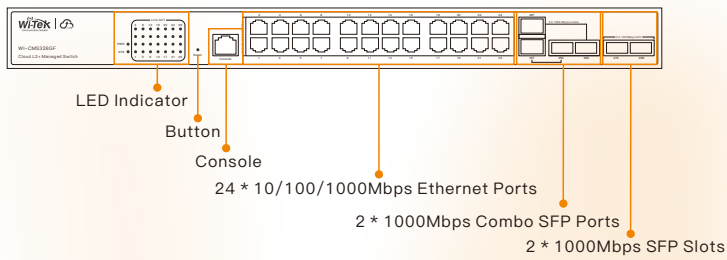 Wi-Tek
WI-CMS328GF
Cloud L2+ Managed Switch
LED Indicator
Button
Console
24 * 10/100/1000Mbps Ethernet Ports
2 * 1000Mbps Combo SFP Ports
2 * 1000Mbps SFP Slots